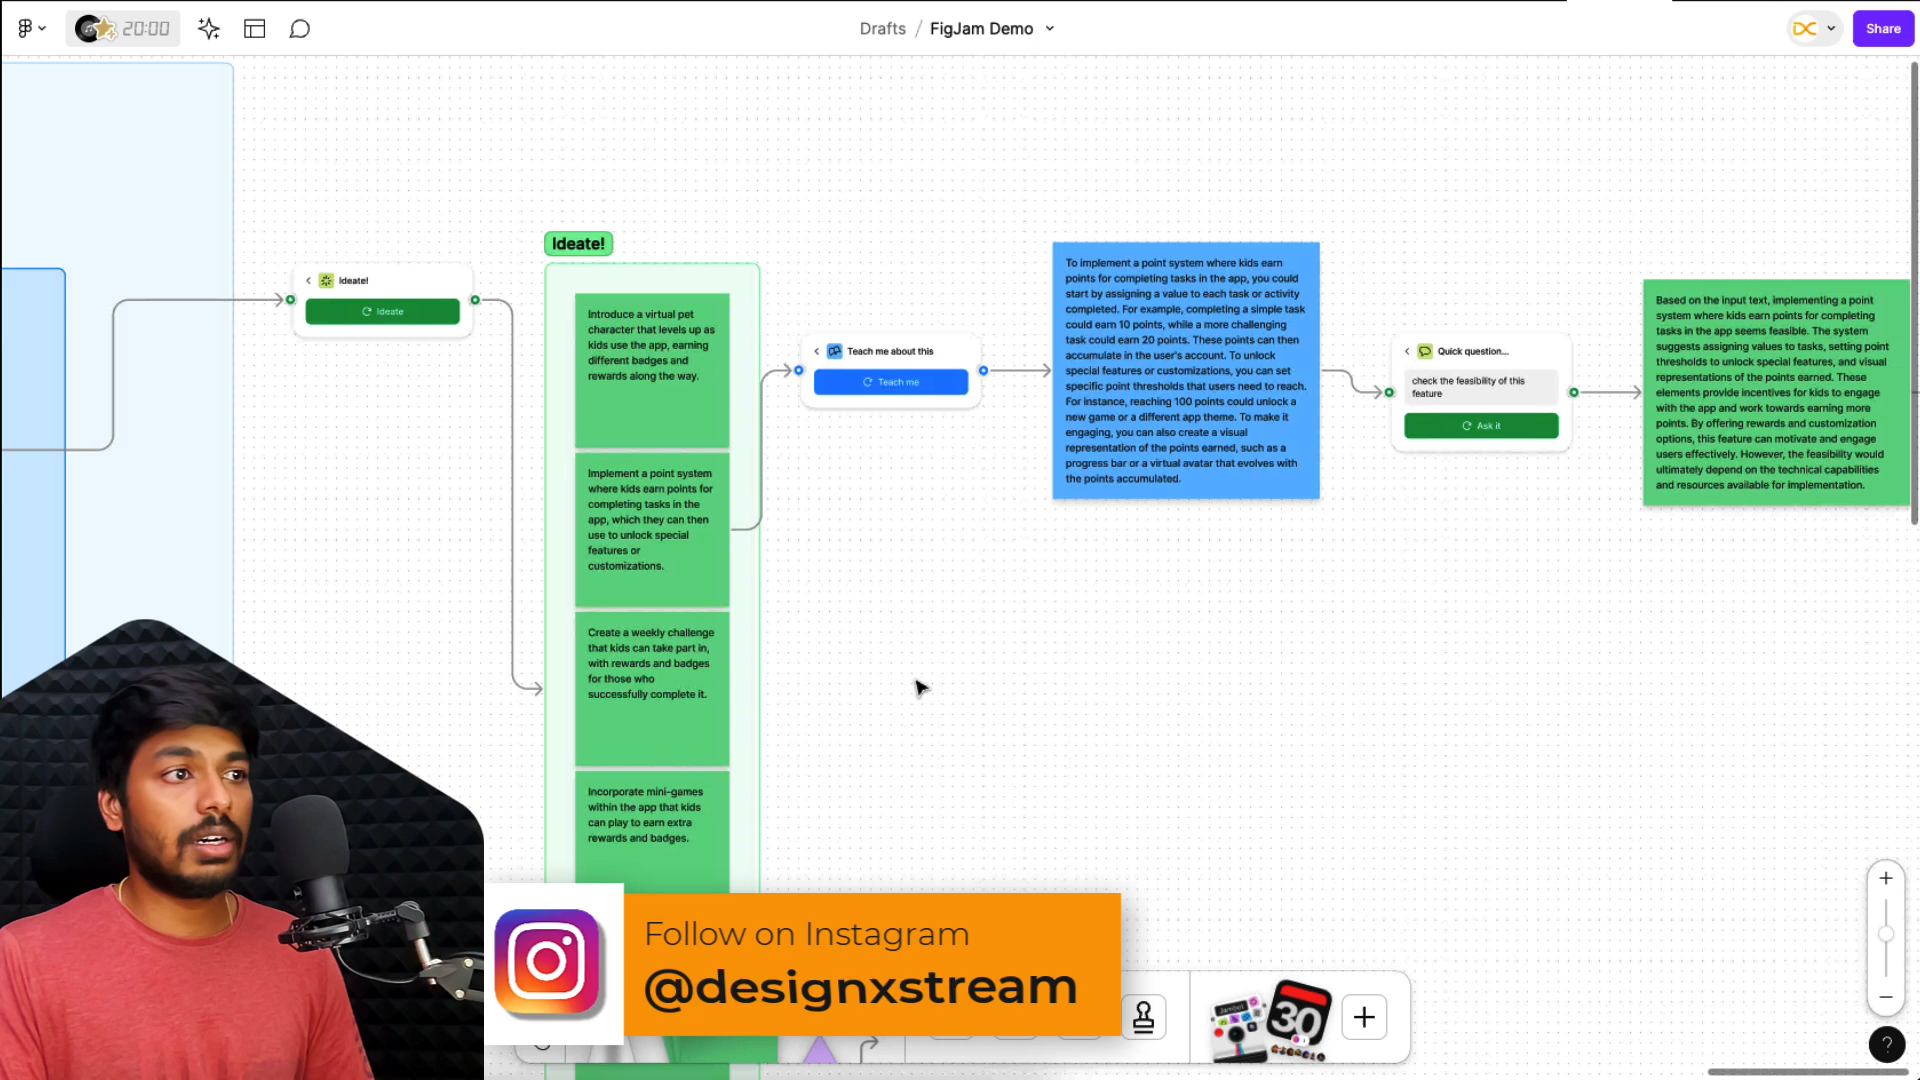 20:00
Drafts / FigJam Demo
Share
Ideate!
Ideate
Ideate!
Introduce a virtual pet
character that levels up as
kids use the app, earning
different badges and
rewards along the way.
Implement a point system
where kids earn points for
completing tasks in the
app, which they can then
use to unlock special
features or
customizations.
Create a weekly challenge
that kids can take part in,
with rewards and badges
for those who
successfully complete it.
Incorporate mini-games
within the app that kids
can play to earn extra
rewards and badges.
Teach me about this
Teach me
To implement a point system where kids earn
points for completing tasks in the app, you could
start by assigning a value to each task or activity
completed. For example, completing a simple task
could earn 10 points, while a more challenging
task could earn 20 points. These points can then
accumulate in the user's account. To unlock
special features or customizations, you can set
specific point thresholds that users need to reach.
For instance, reaching 100 points could unlock a
new game or a different app theme. To make it
engaging, you can also create a visual
representation of the points earned, such as a
progress bar or a virtual avatar that evolves with
the points accumulated.
Quick question...
check the feasibility of this
feature
Ask it
Based on the input text, implementing a point
system where kids earn points for completing
tasks in the app seems feasible. The system
suggests assigning values to tasks, setting point
thresholds to unlock special features, and visual
representations of the points earned. These
elements provide incentives for kids to engage
with the app and work towards earning more
points. By offering rewards and customization
options, this feature can motivate and engage
users effectively. However, the feasibility would
ultimately depend on the technical capabilities
and resources available for implementation.
Follow on Instagram
@designxstream
Jambot
30
?